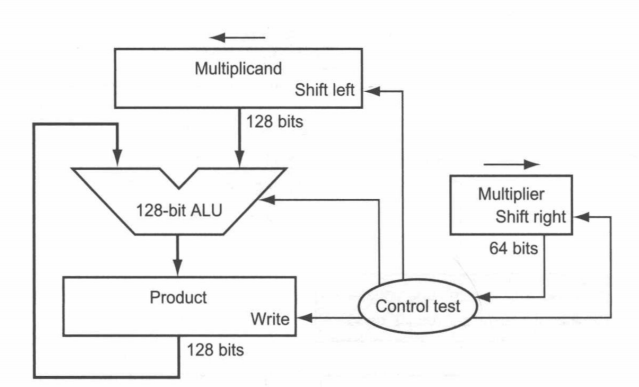 Multiplicand
Shift left
128 bits
128-bit ALU
Multiplier
Shift right
64 bits
Product
Write
Control test
128 bits